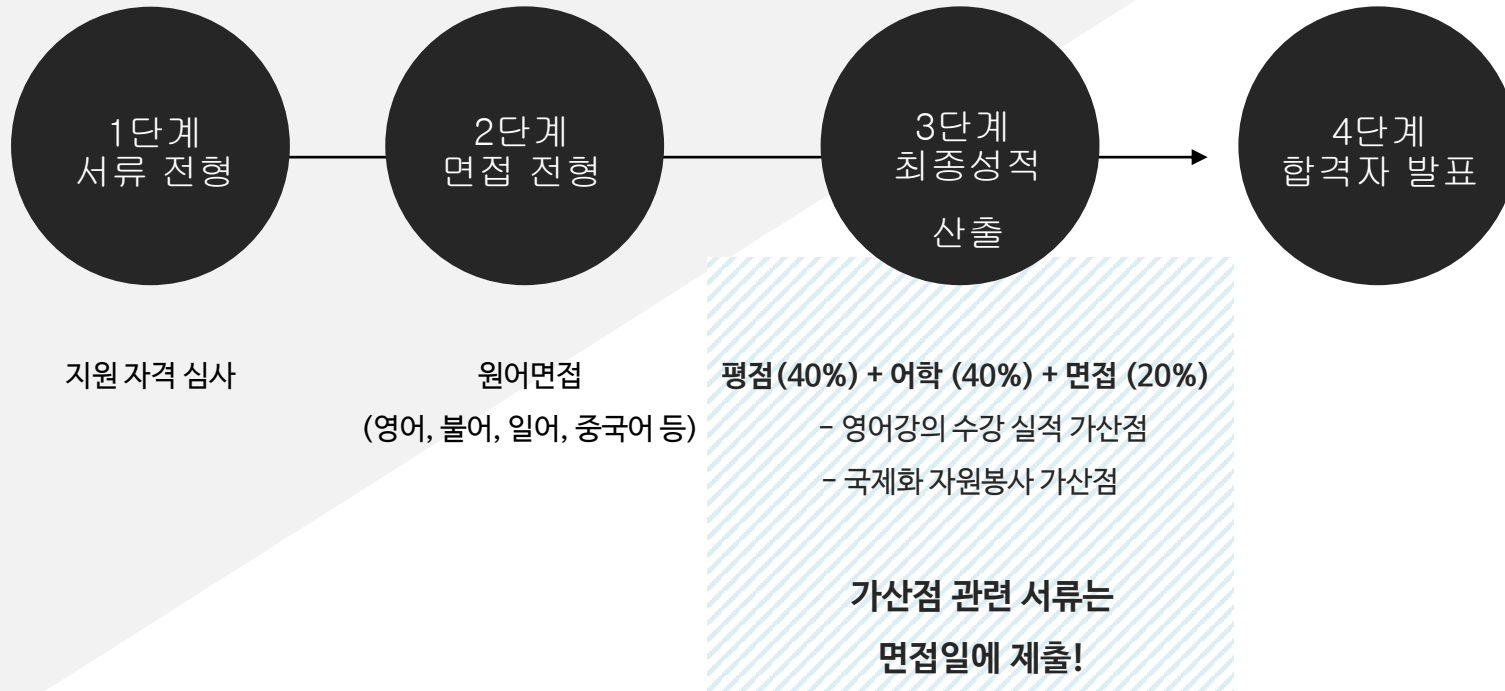 1단계
서류 전형
2단계
면접 전형
3단계
최종성적
산출
4단계
합격자 발표
지원 자격 심사
원어면접
(영어, 불어, 일어, 중국어 등)
평점(40%) + 어학 (40%) + 면접 (20%)
- 영어강의 수강 실적 가산점
- 국제화 자원봉사 가산점
가산점 관련 서류는
면접일에 제출!